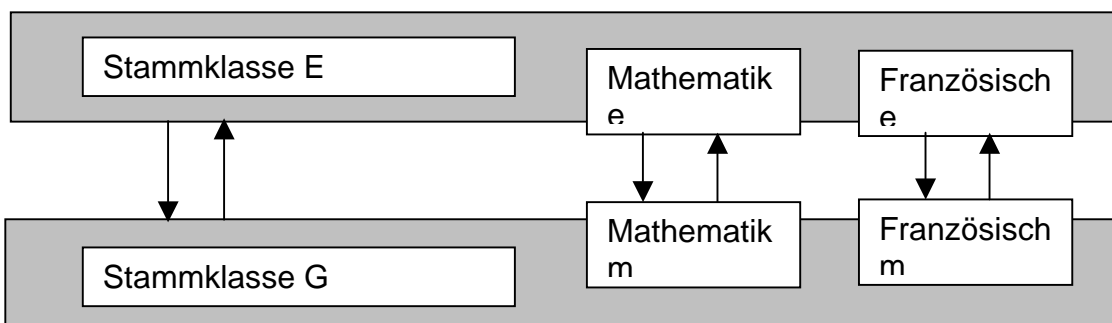 Stammklasse E
Mathematik
e
Französisch
e
Mathematik
m
Französisch
m
Stammklasse G